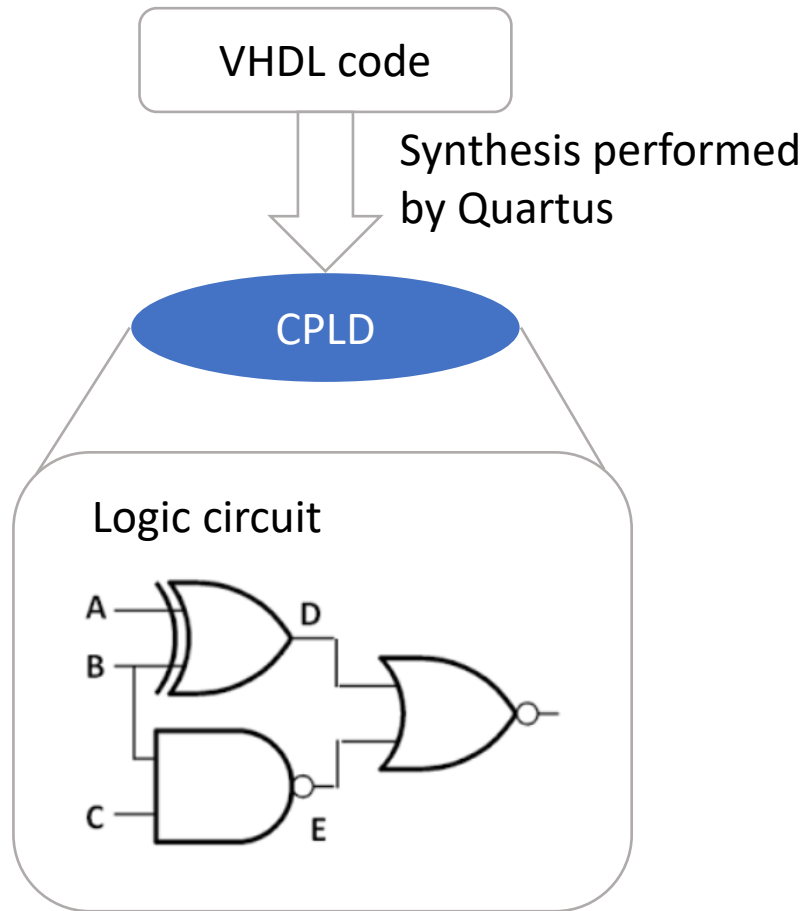 VHDL code
Synthesis performed
by Quartus
CPLD
Logic circuit
A
D
B
C
E